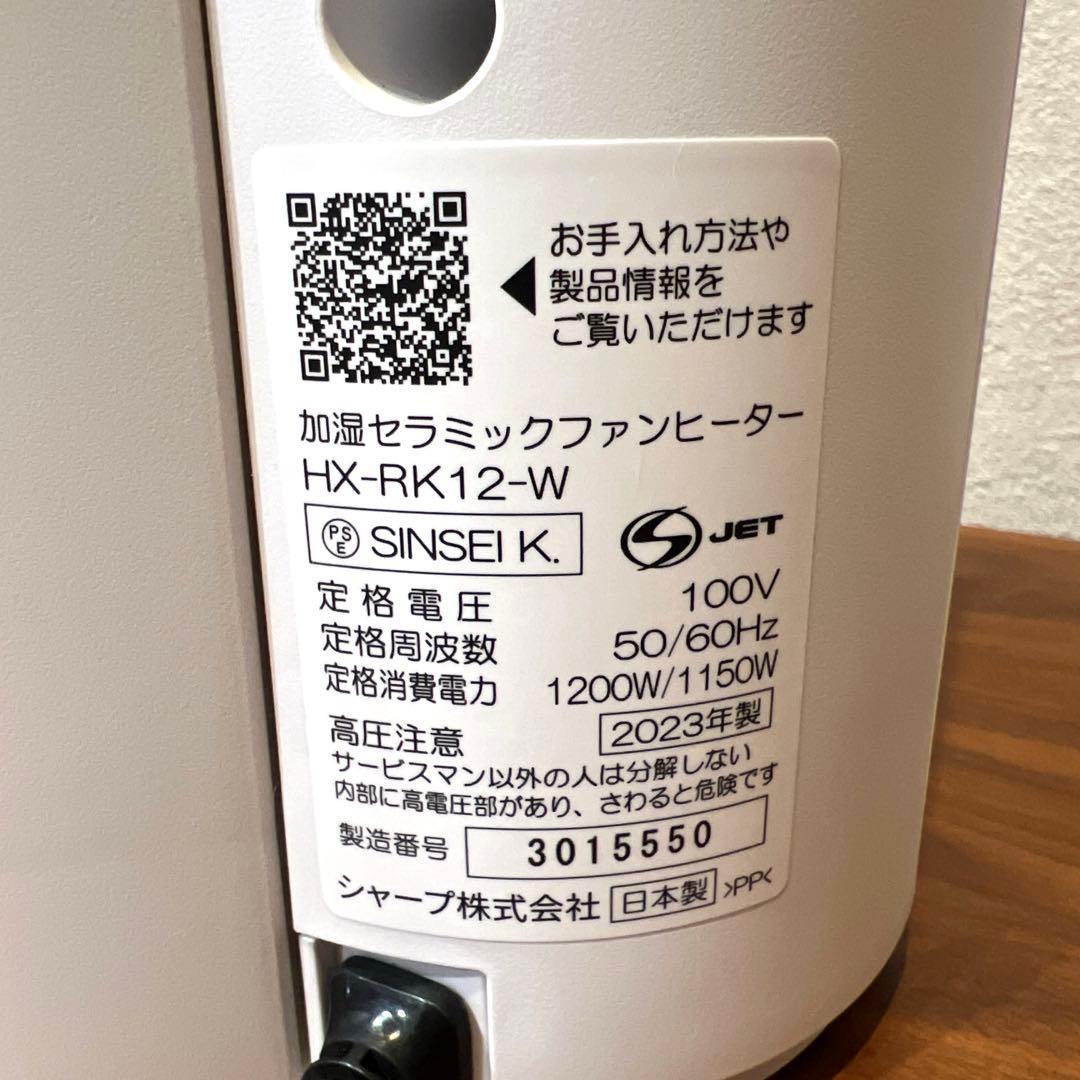 お手入れ方法や
製品情報を
ご覧いただけます
加湿セラミックファンヒーター
HX-RK12-W
PSE SINSEI K. S JET
定格電圧 100V
定格周波数 50/60Hz
定格消費電力 1200W/1150W
高圧注意 2023年製
サービスマン以外の人は分解しない
内部に高電圧部があり、さわると危険です
製造番号 3015550
シャープ株式会社 日本製 >PP<